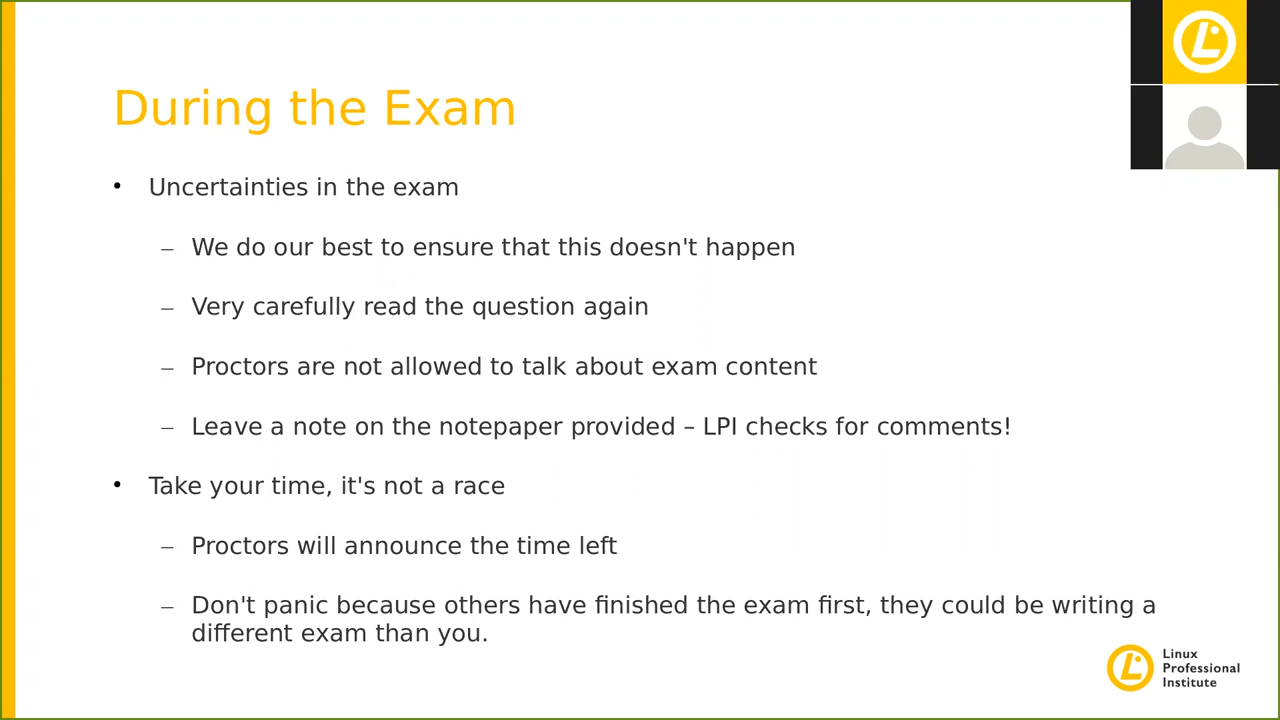 During the Exam
• Uncertainties in the exam
– We do our best to ensure that this doesn't happen
– Very carefully read the question again
– Proctors are not allowed to talk about exam content
– Leave a note on the notepaper provided – LPI checks for comments!
• Take your time, it's not a race
– Proctors will announce the time left
– Don't panic because others have finished the exam first, they could be writing a
different exam than you.
Linux
Professional
Institute